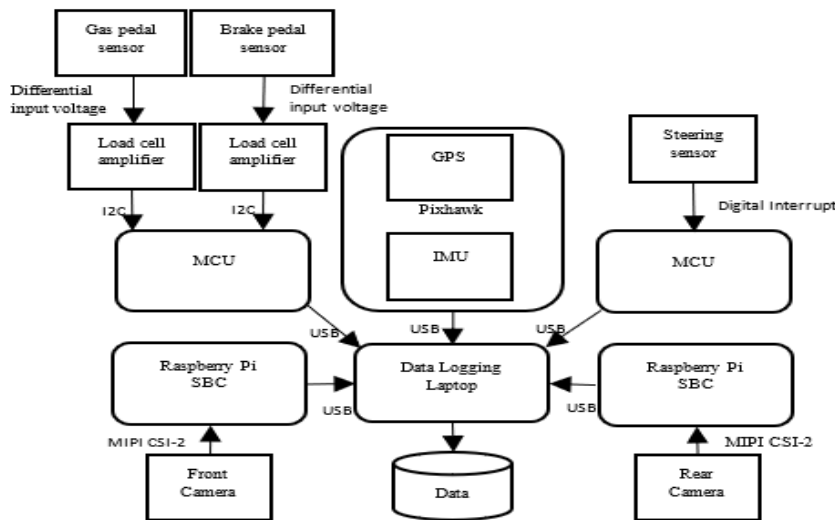 Gas pedal
sensor
Brake pedal
sensor
Differential
input voltage
Differential
input voltage
Load cell
amplifier
Load cell
amplifier
GPS
Pixhawk
IMU
Steering
sensor
Digital Interrupt
I2C
I2C
MCU
MCU
USB
USB
USB
Raspberry Pi
SBC
USB
Data Logging
Laptop
Raspberry Pi
SBC
USB
MIPI CSI-2
MIPI CSI-2
Front
Camera
Data
Rear
Camera